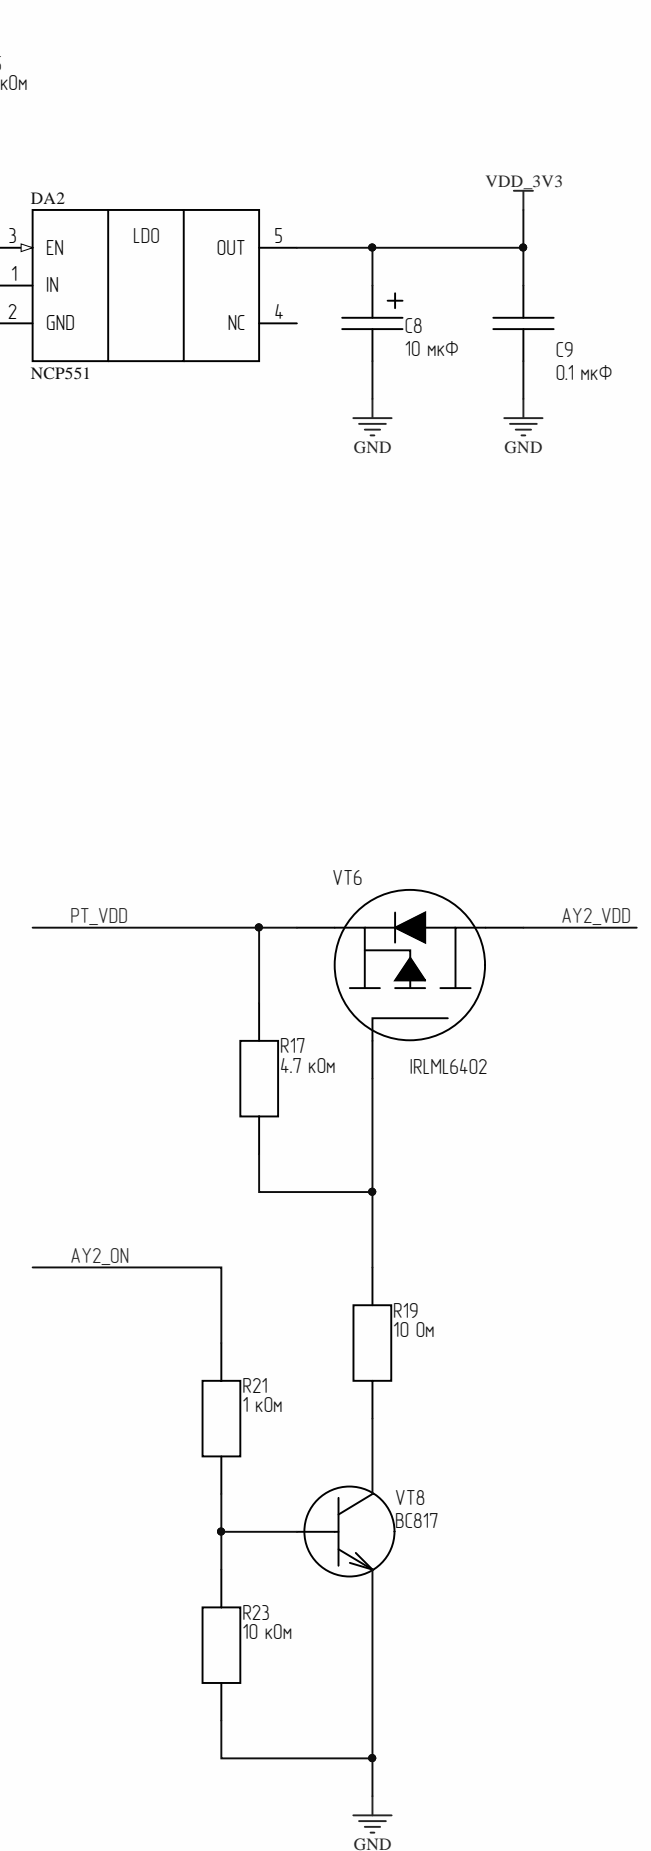 кОм
DA2
VDD_3V3
3
EN
LDO
OUT
5
1
IN
2
GND
NC
4
NCP551
C8
10 мкФ
C9
0.1 мкФ
GND
GND
VT6
PT_VDD
AY2_VDD
R17
4.7 кОм
IRLML6402
AY2_ON
R19
10 Ом
R21
1 кОм
VT8
BC817
R23
10 кОм
GND